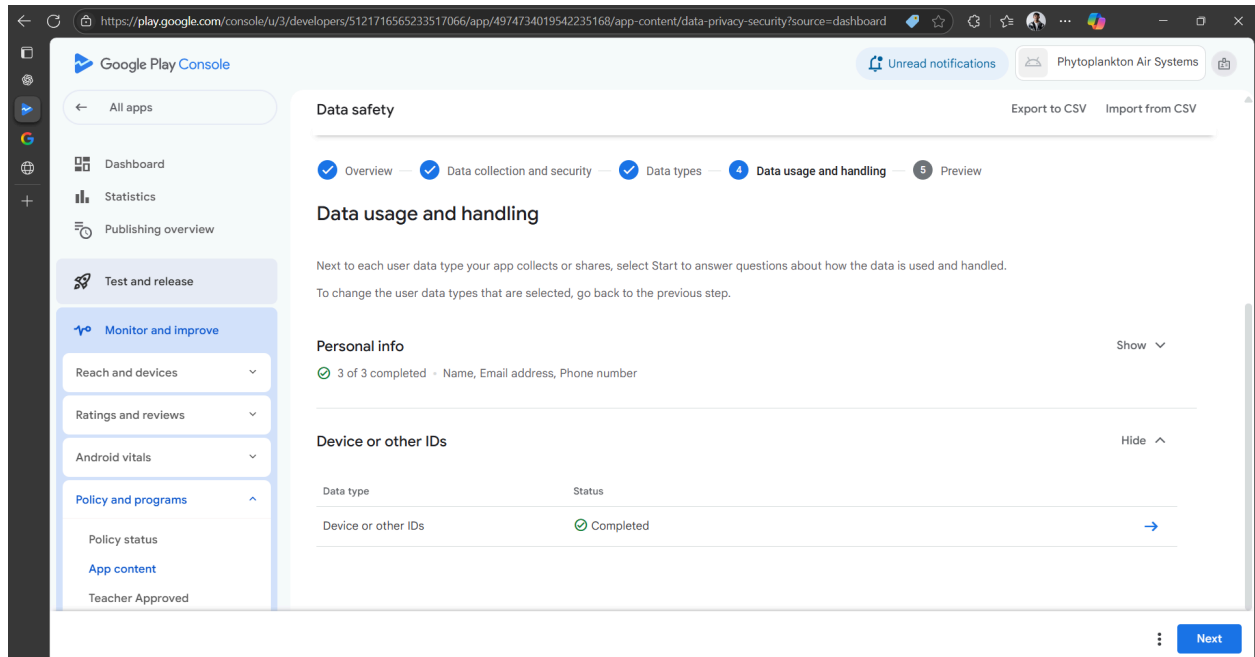 https://play.google.com/console/u/3/developers/5121716565233517066/app/4974734019542235168/app-content/data-privacy-security?source=dashboard
Google Play Console
Unread notifications
Phytoplankton Air Systems
All apps
Dashboard
Statistics
Publishing overview
Test and release
Monitor and improve
Reach and devices
Ratings and reviews
Android vitals
Policy and programs
Policy status
App content
Teacher Approved
Data safety
Export to CSV
Import from CSV
Overview
Data collection and security
Data types
4 Data usage and handling
5 Preview
Data usage and handling
Next to each user data type your app collects or shares, select Start to answer questions about how the data is used and handled.
To change the user data types that are selected, go back to the previous step.
Personal info
Show
3 of 3 completed • Name, Email address, Phone number
Device or other IDs
Hide
Data type Status
Device or other IDs Completed
Next